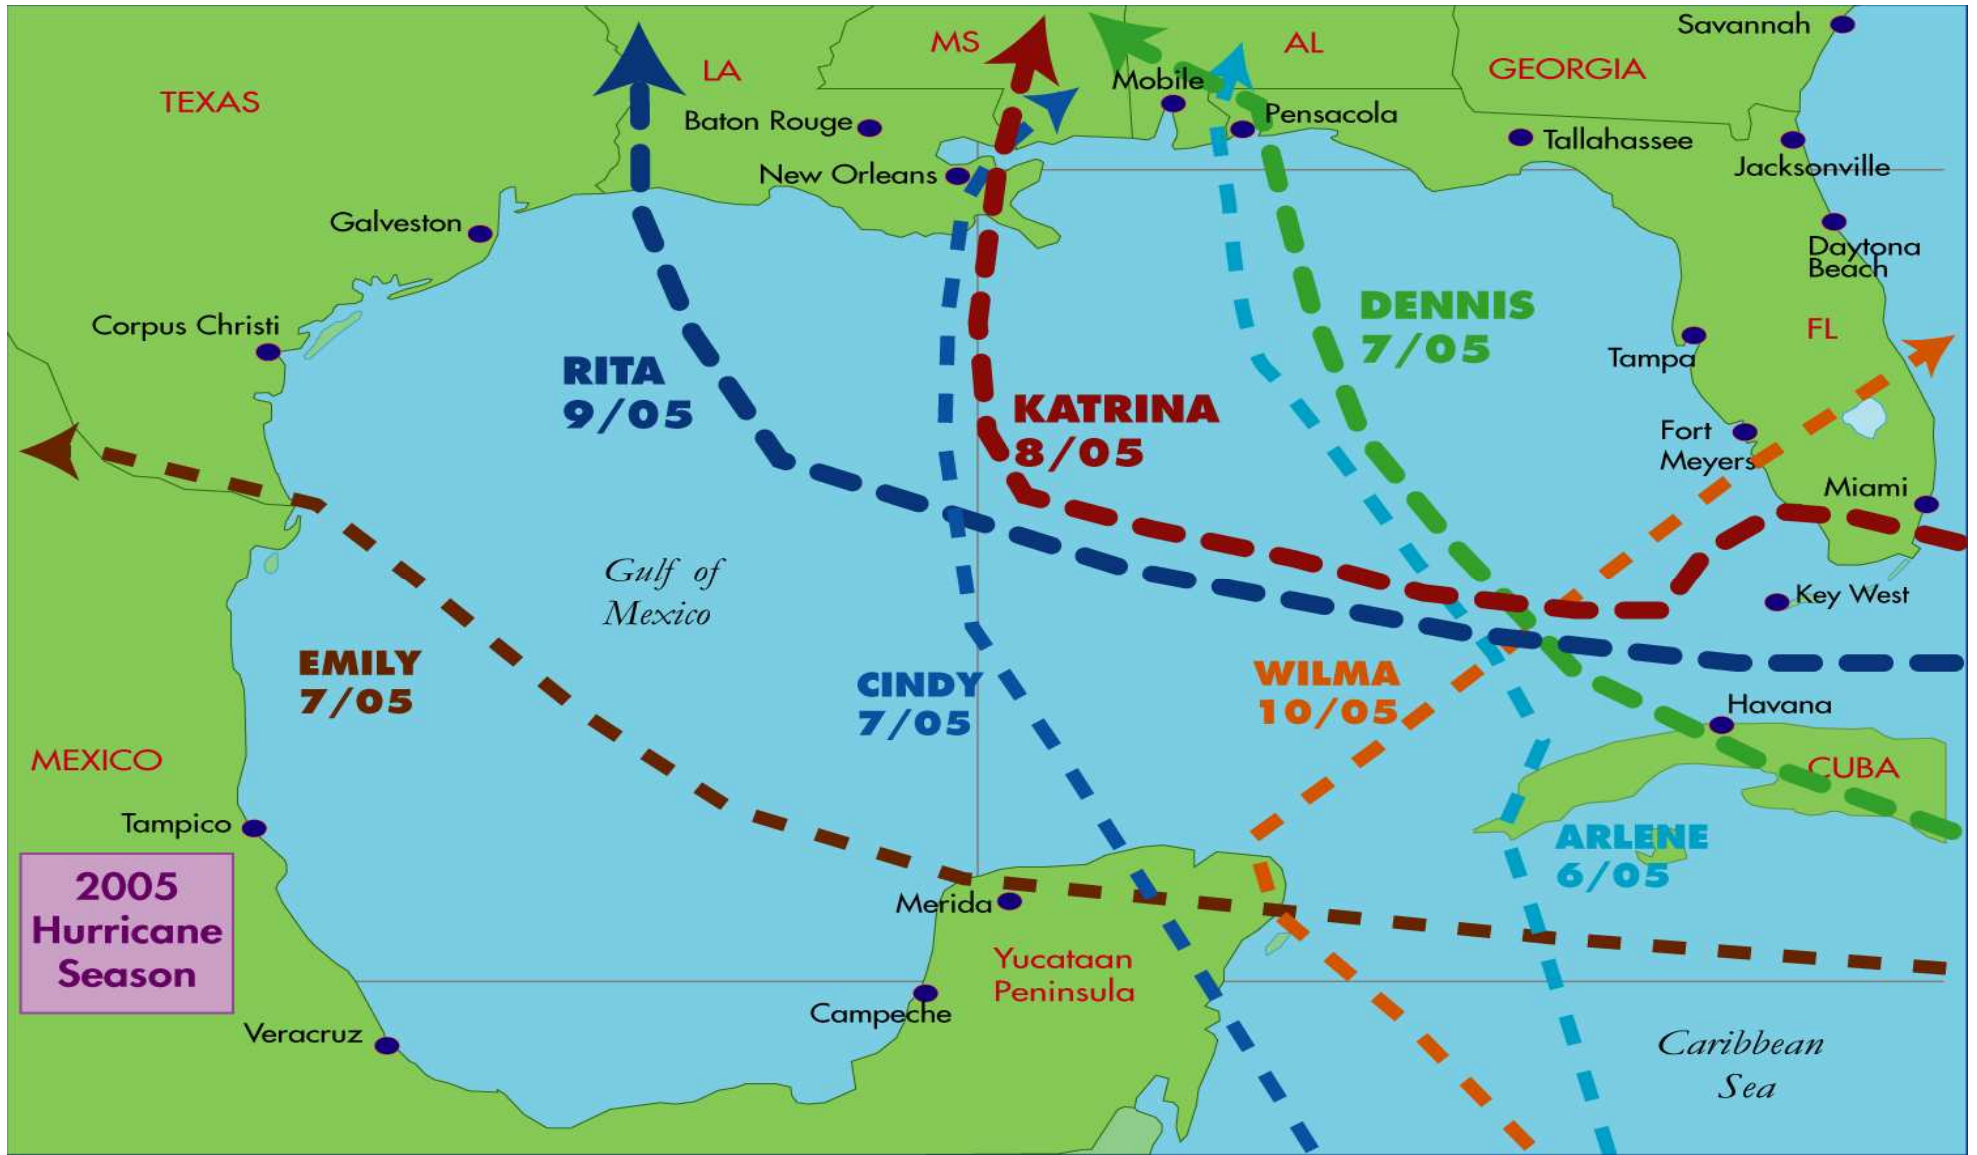 Savannah
MS
AL
LA
GEORGIA
TEXAS
Mobile
Baton Rouge
Pensacola
Tallahassee
Jacksonville
New Orleans
Galveston
Daytona
Beach
DENNIS
7/05
Corpus Christi
FL
Tampa
RITA
9/05
KATRINA
8/05
Fort
Meyers
Miami
Gulf of
Mexico
Key West
EMILY
7/05
CINDY
7/05
WILMA
10/05
Havana
MEXICO
CUBA
Tampico
ARLENE
6/05
2005
Hurricane
Season
Merida
Yucataan
Peninsula
Campeche
Veracruz
Caribbean
Sea